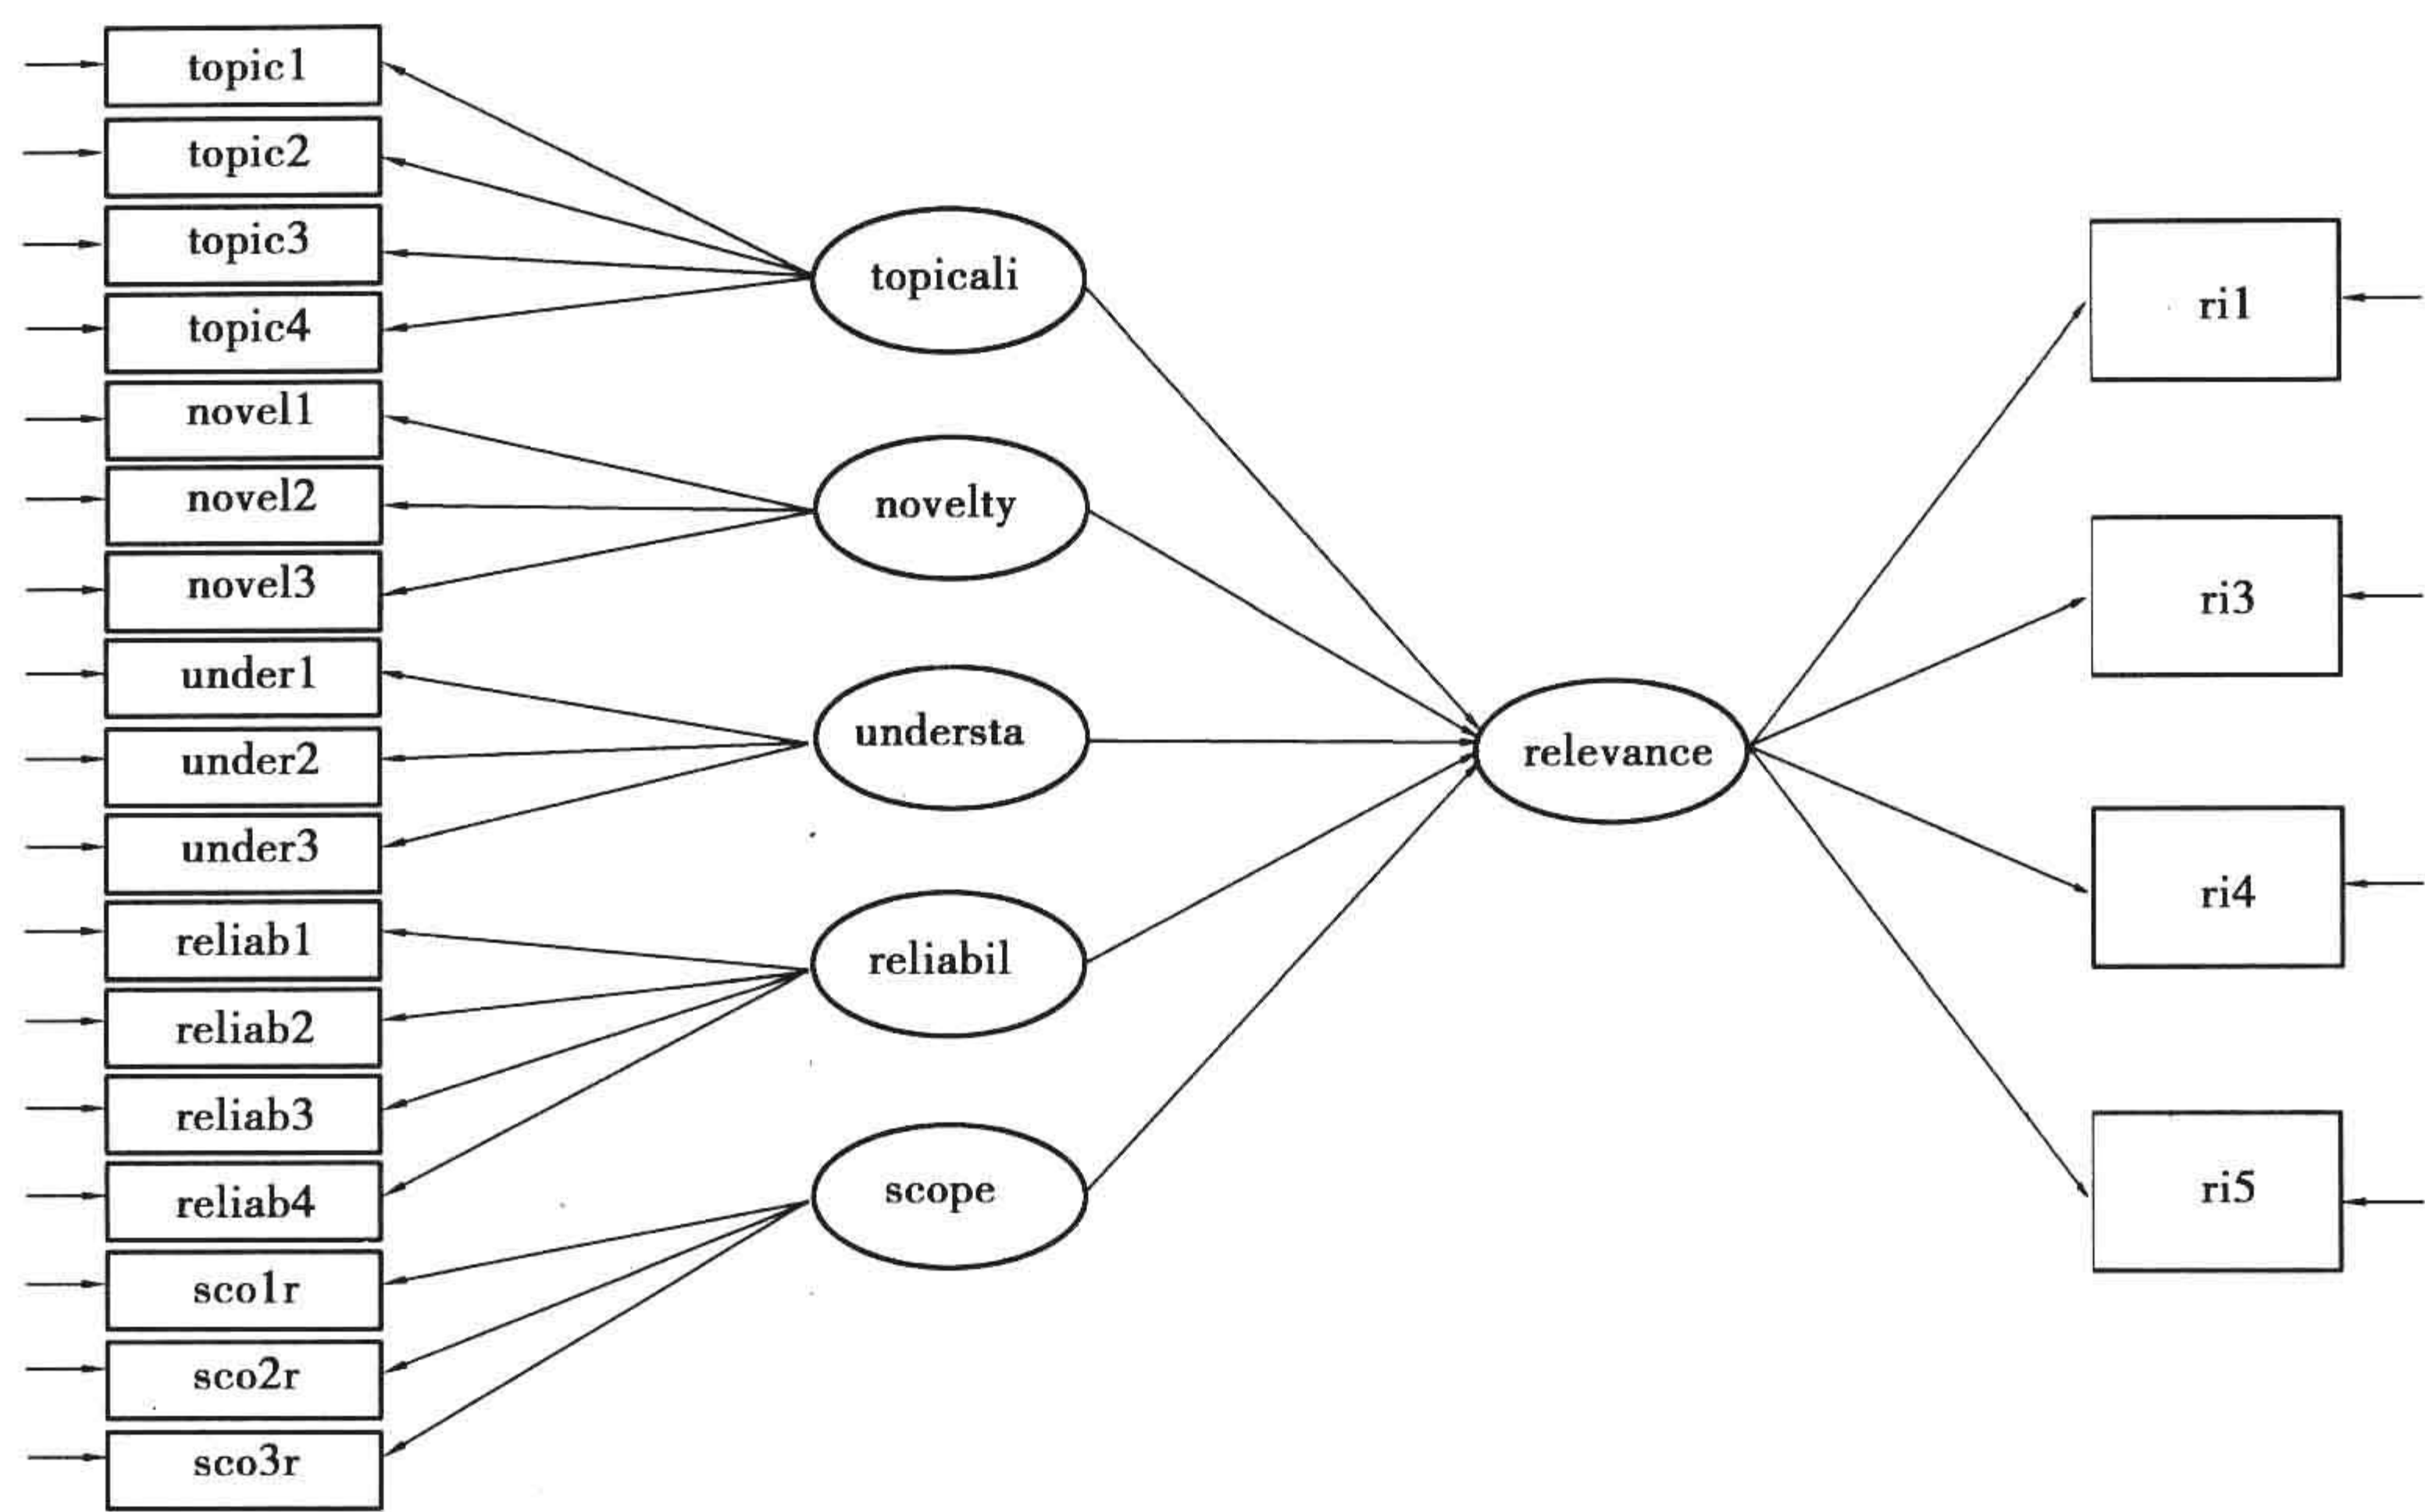 topic1
topic2
topic3
topic4
novel1
novel2
novel3
under1
under2
under3
reliab1
reliab2
reliab3
reliab4
sco1r
sco2r
sco3r
topicali
novelty
understa
reliabil
scope
relevance
ri1
ri3
ri4
ri5